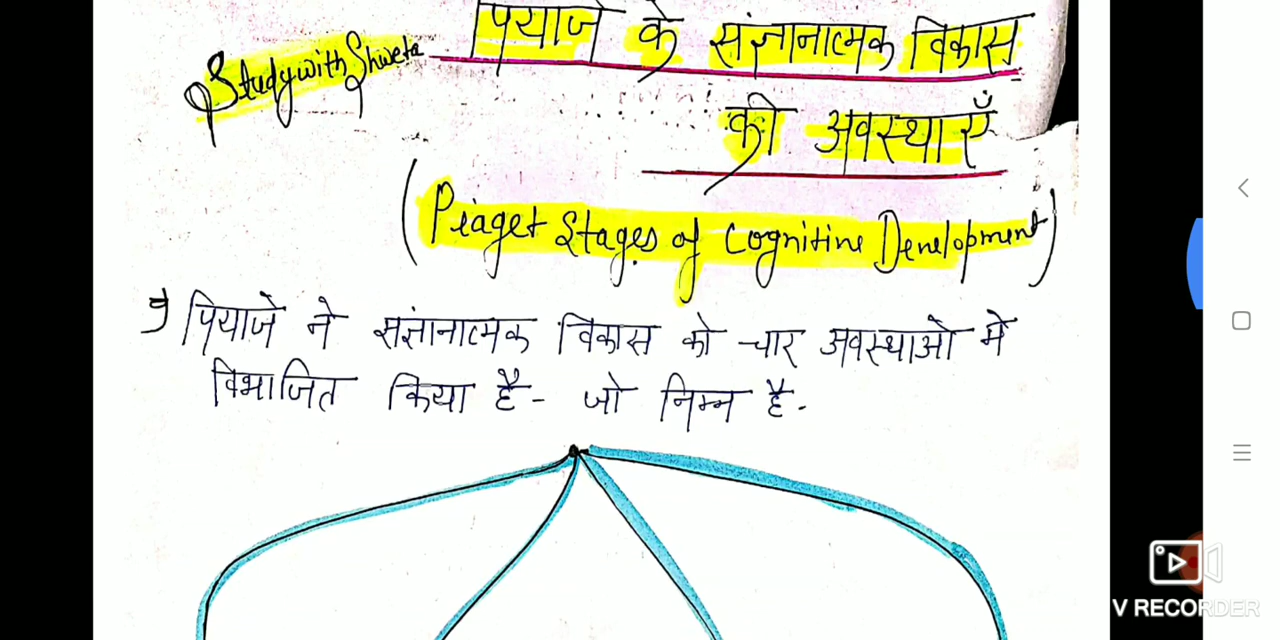 Study with Shweta
पियाजे के संज्ञानात्मक विकास
की अवस्थाएँ
(Piaget Stages of Cognitive Development)
पियाजे ने संज्ञानात्मक विकास को चार अवस्थाओ मे
विभाजित किया है - जो निम्न है -
V RECORDER